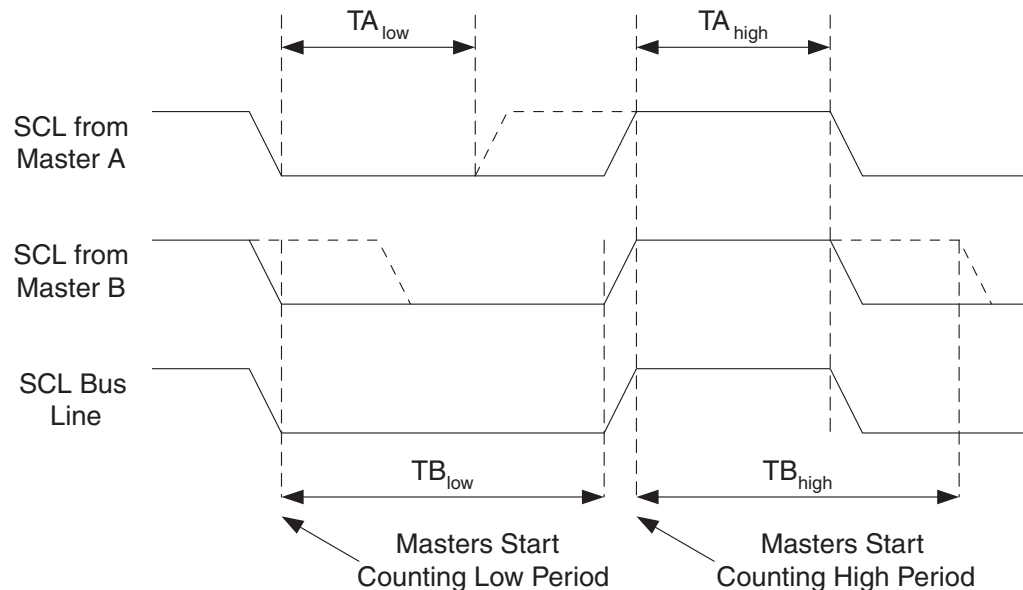 TA low
TA high
SCL from
Master A
SCL from
Master B
SCL Bus
Line
TB low
TB high
Masters Start
Counting Low Period
Masters Start
Counting High Period